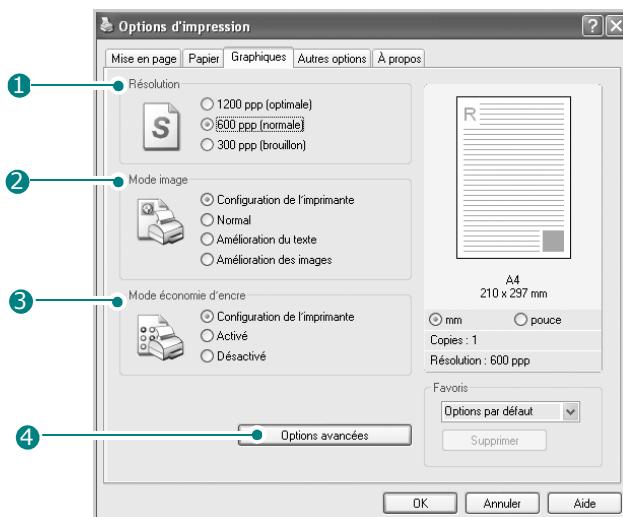 Options d'impression
Mise en page Papier Graphiques Autres options À propos
1
Résolution
S
1200 ppp (optimale)
600 ppp (normale)
300 ppp (brouillon)
2
Mode image
Configuration de l'imprimante
Normal
Amélioration du texte
Amélioration des images
3
Mode économie d'encre
Configuration de l'imprimante
Activé
Désactivé
4
Options avancées
R
A4
210 x 297 mm
mm pouce
Copies : 1
Résolution : 600 ppp
Favoris
Options par défaut
Supprimer
OK Annuler Aide